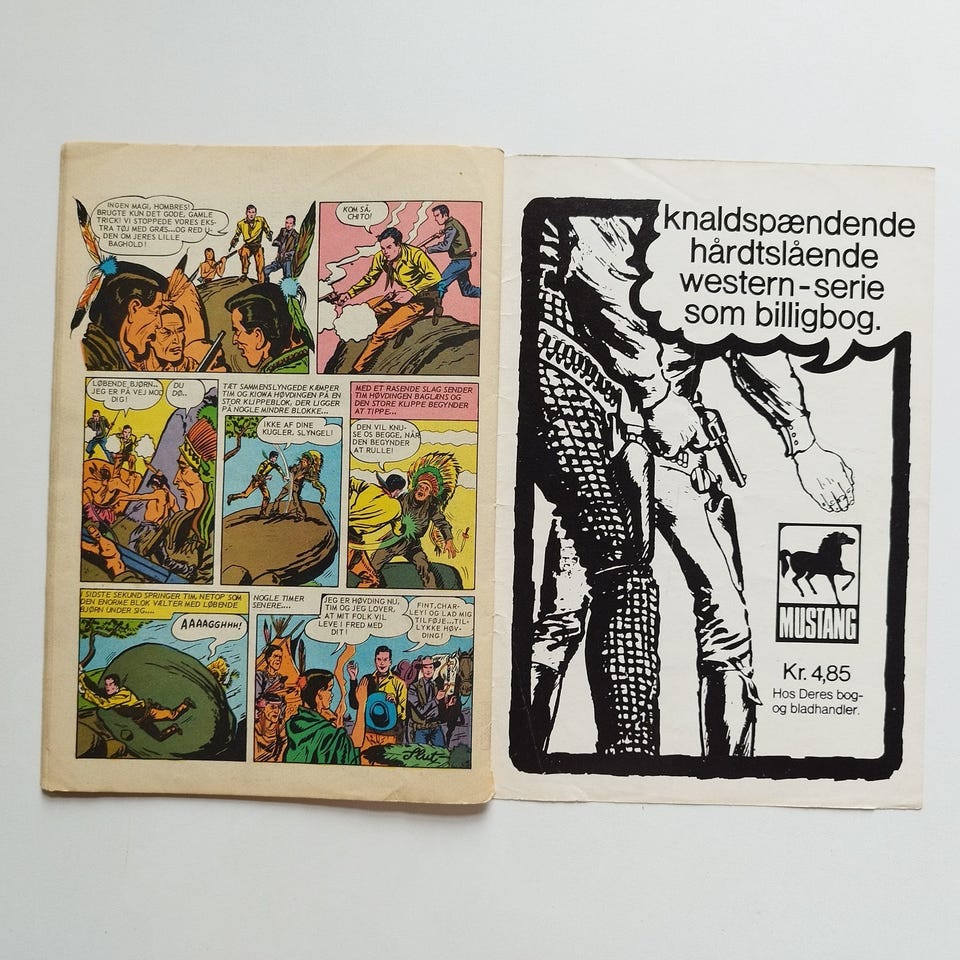 INGEN MAGI, HOMBRES!
BRUGTE KUN DET GODE, GAMLE
TRICK! VI STOPPEDE VORES EKS-
TRA TØJ MED GRÆS...OG RED U-
DEN OM JERES LILLE
BAGHOLD!
KOM SÅ,
CHITO!
LØBENDE BJØRN..
JEG ER PÅ VEJ MOD
DIG!
DU
DØ..
TÆT SAMMENSLYNGEDE KÆMPER
TIM OG KIOWA HØVDINGEN PÅ EN
STOR KLIPPEBLOK, DER LIGGER
PÅ NOGLE MINDRE BLOKKE...
IKKE AF DINE
KUGLER, SLYNGEL!
MED ET RASENDE SLAG SENDER
TIM HØVDINGEN BAGLÆNS OG
DEN STORE KLIPPE BEGYNDER
AT TIPPE...
DEN VIL KNU-
SE OS BEGGE, NÅR
DEN BEGYNDER
AT RULLE!
I SIDSTE SEKUND SPRINGER TIM, NETOP SOM
DEN ENORME BLOK VÆLTER MED LØBENDE
BJØRN UNDER SIG...
AAAAGGHHH!
NOGLE TIMER
SENERE....
JEG ER HØVDING NU,
TIM OG JEG LOVER,
AT MIT FOLK VIL
LEVE I FRED MED
DIT!
FINT, CHAR-
LEY! OG LAD MIG
TILFØJE...TIL-
LYKKE HØV-
DING!
Slut
knaldspændende
hårdtslående
western-serie
som billigbog.
MUSTANG
Kr. 4,85
Hos Deres bog-
og bladhandler.